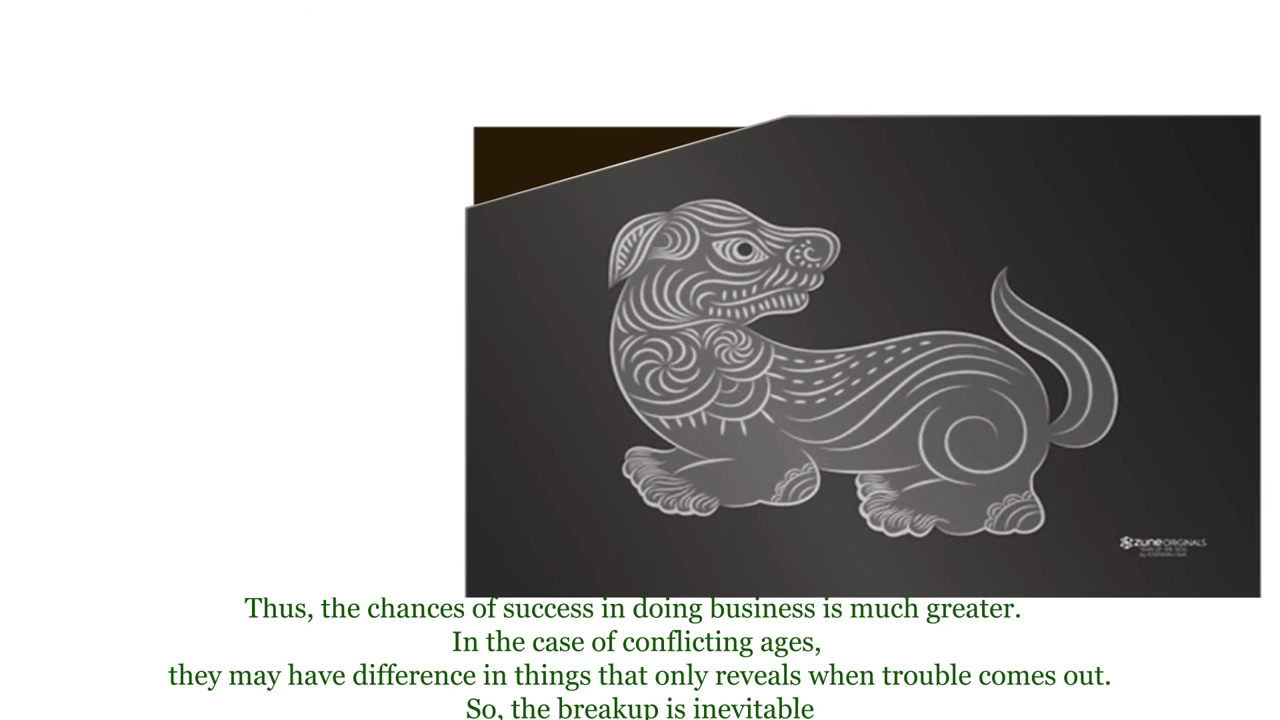 zune ORIGINALS
Thus, the chances of success in doing business is much greater.
In the case of conflicting ages,
they may have difference in things that only reveals when trouble comes out.
So, the breakup is inevitable